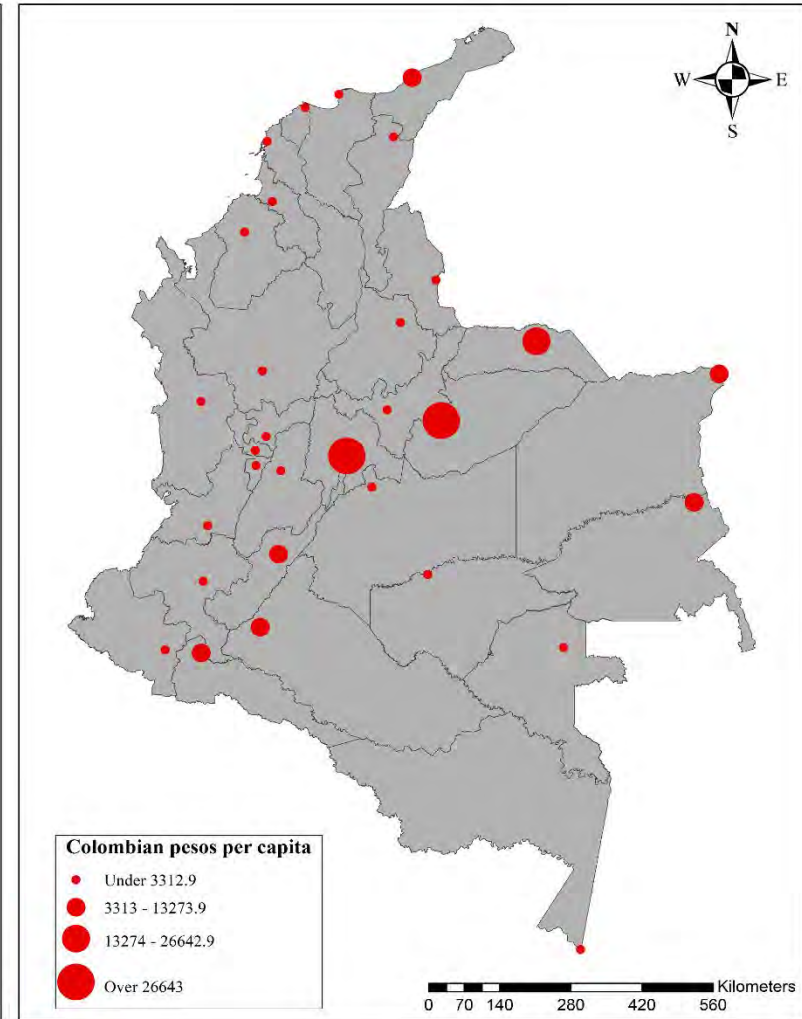 N
W E
S
Colombian pesos per capita
Under 3312.9
3313 - 13273.9
13274 - 26642.9
Over 26643
Kilometers
0 70 140 280 420 560